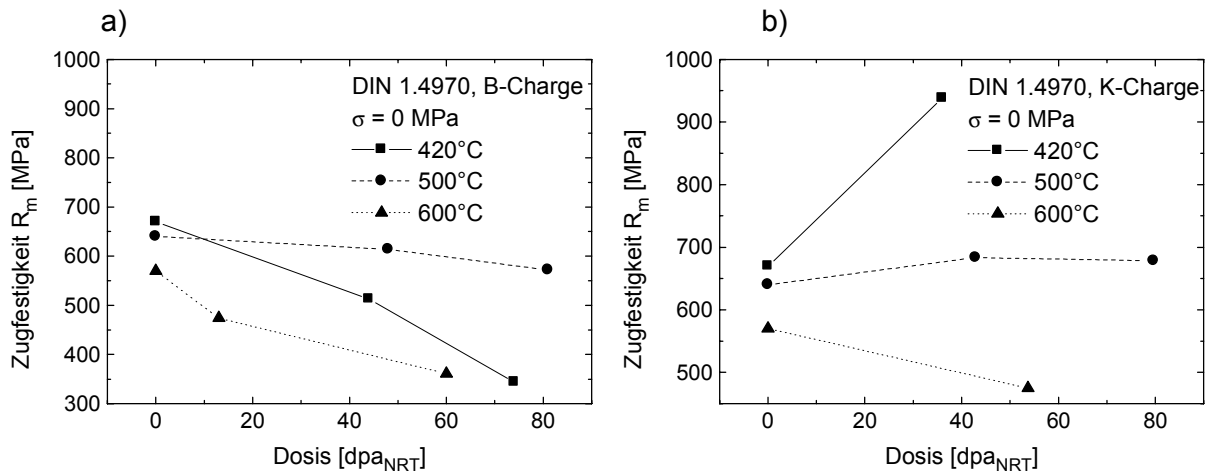 a)
1000
900
800
700
600
500
400
300
Zugfestigkeit R_m [MPa]
DIN 1.4970, B-Charge
σ = 0 MPa
420°C
500°C
600°C
0 20 40 60 80
Dosis [dpa_NRT]
b)
1000
900
800
700
600
500
Zugfestigkeit R_m [MPa]
DIN 1.4970, K-Charge
σ = 0 MPa
420°C
500°C
600°C
0 20 40 60 80
Dosis [dpa_NRT]